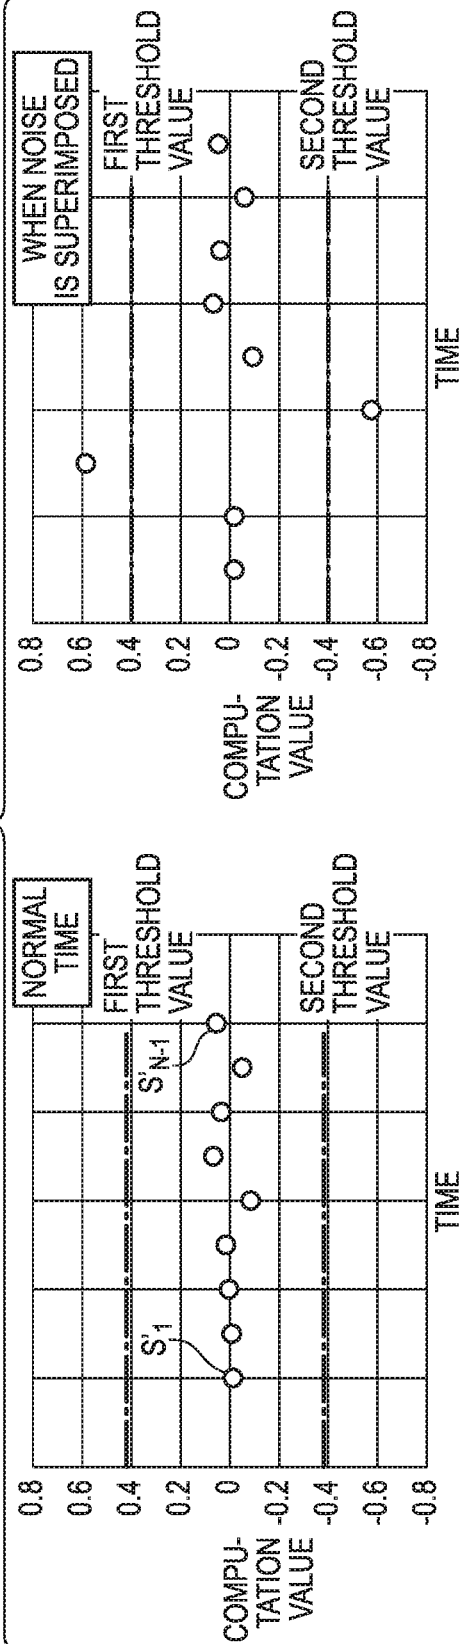 NORMAL
TIME
0.8
0.6
0.4
0.2
0
-0.2
-0.4
-0.6
-0.8
COMPU-
TATION
VALUE
FIRST
THRESHOLD
VALUE
SECOND
THRESHOLD
VALUE
S'1
S'N-1
TIME
WHEN NOISE
IS SUPERIMPOSED
0.8
0.6
0.4
0.2
0
-0.2
-0.4
-0.6
-0.8
COMPU-
TATION
VALUE
FIRST
THRESHOLD
VALUE
SECOND
THRESHOLD
VALUE
TIME